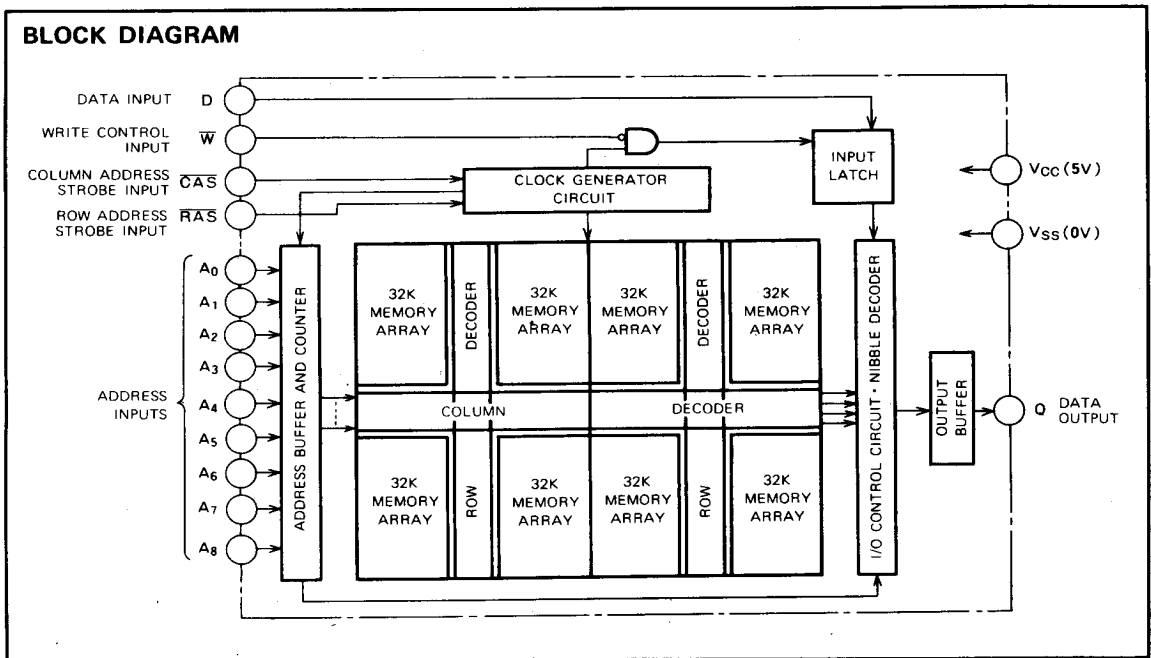 BLOCK DIAGRAM
DATA INPUT D
WRITE CONTROL
INPUT W̅
COLUMN ADDRESS
STROBE INPUT C̅A̅S̅
ROW ADDRESS
STROBE INPUT R̅A̅S̅
ADDRESS
INPUTS
A0
A1
A2
A3
A4
A5
A6
A7
A8
ADDRESS BUFFER AND COUNTER
CLOCK GENERATOR
CIRCUIT
INPUT
LATCH
VCC (5V)
VSS (0V)
32K
MEMORY
ARRAY
DECODER
32K
MEMORY
ARRAY
32K
MEMORY
ARRAY
DECODER
32K
MEMORY
ARRAY
COLUMN DECODER
32K
MEMORY
ARRAY
ROW
32K
MEMORY
ARRAY
32K
MEMORY
ARRAY
ROW
32K
MEMORY
ARRAY
I/O CONTROL CIRCUIT · NIBBLE DECODER
OUTPUT
BUFFER
Q DATA
OUTPUT